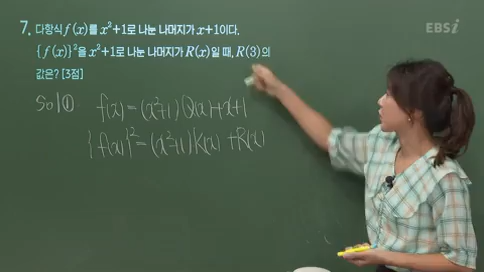 EBSi
7. 다항식 f(x)를 x²+1로 나눈 나머지가 x+1이다.
{f(x)}²을 x²+1로 나눈 나머지가 R(x)일 때, R(3)의
값은? [3점]
Sol① f(x)=(x²+1)Q(x)+x+1
{f(x)}²=(x²+1)K(x)+R(x)